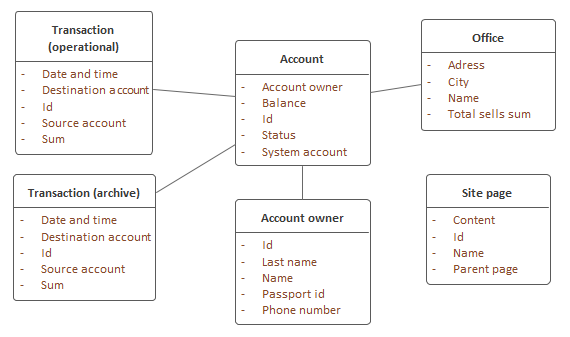 Transaction
(operational)
- Date and time
- Destination account
- Id
- Source account
- Sum
Account
- Account owner
- Balance
- Id
- Status
- System account
Office
- Adress
- City
- Name
- Total sells sum
Transaction (archive)
- Date and time
- Destination account
- Id
- Source account
- Sum
Account owner
- Id
- Last name
- Name
- Passport id
- Phone number
Site page
- Content
- Id
- Name
- Parent page